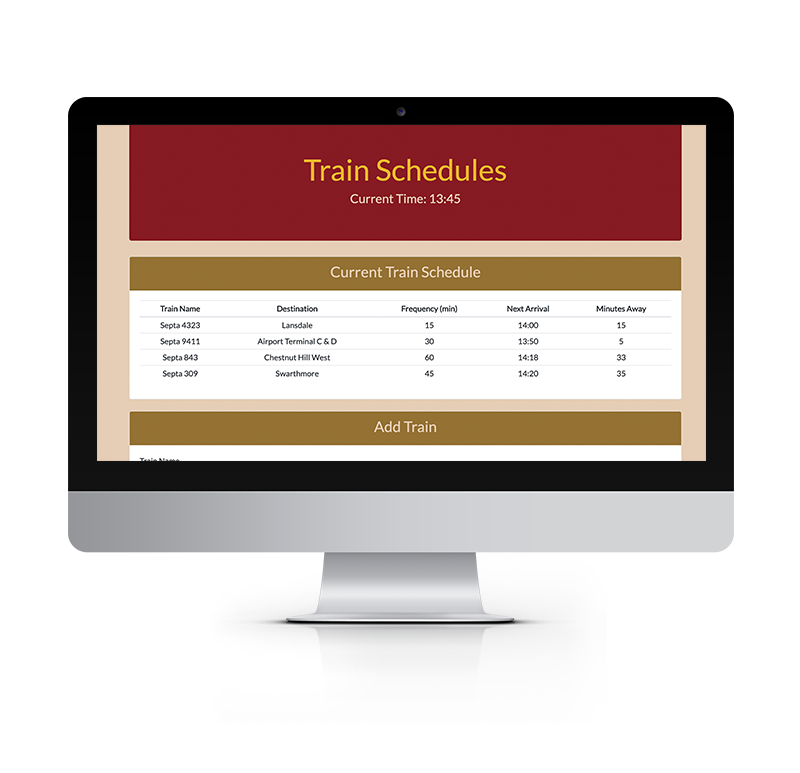 Train Schedules
Current Time: 13:45
Current Train Schedule
Train Name Destination Frequency (min) Next Arrival Minutes Away
Septa 4323 Lansdale 15 14:00 15
Septa 9411 Airport Terminal C & D 30 13:50 5
Septa 843 Chestnut Hill West 60 14:18 33
Septa 309 Swarthmore 45 14:20 35
Add Train
Train Name